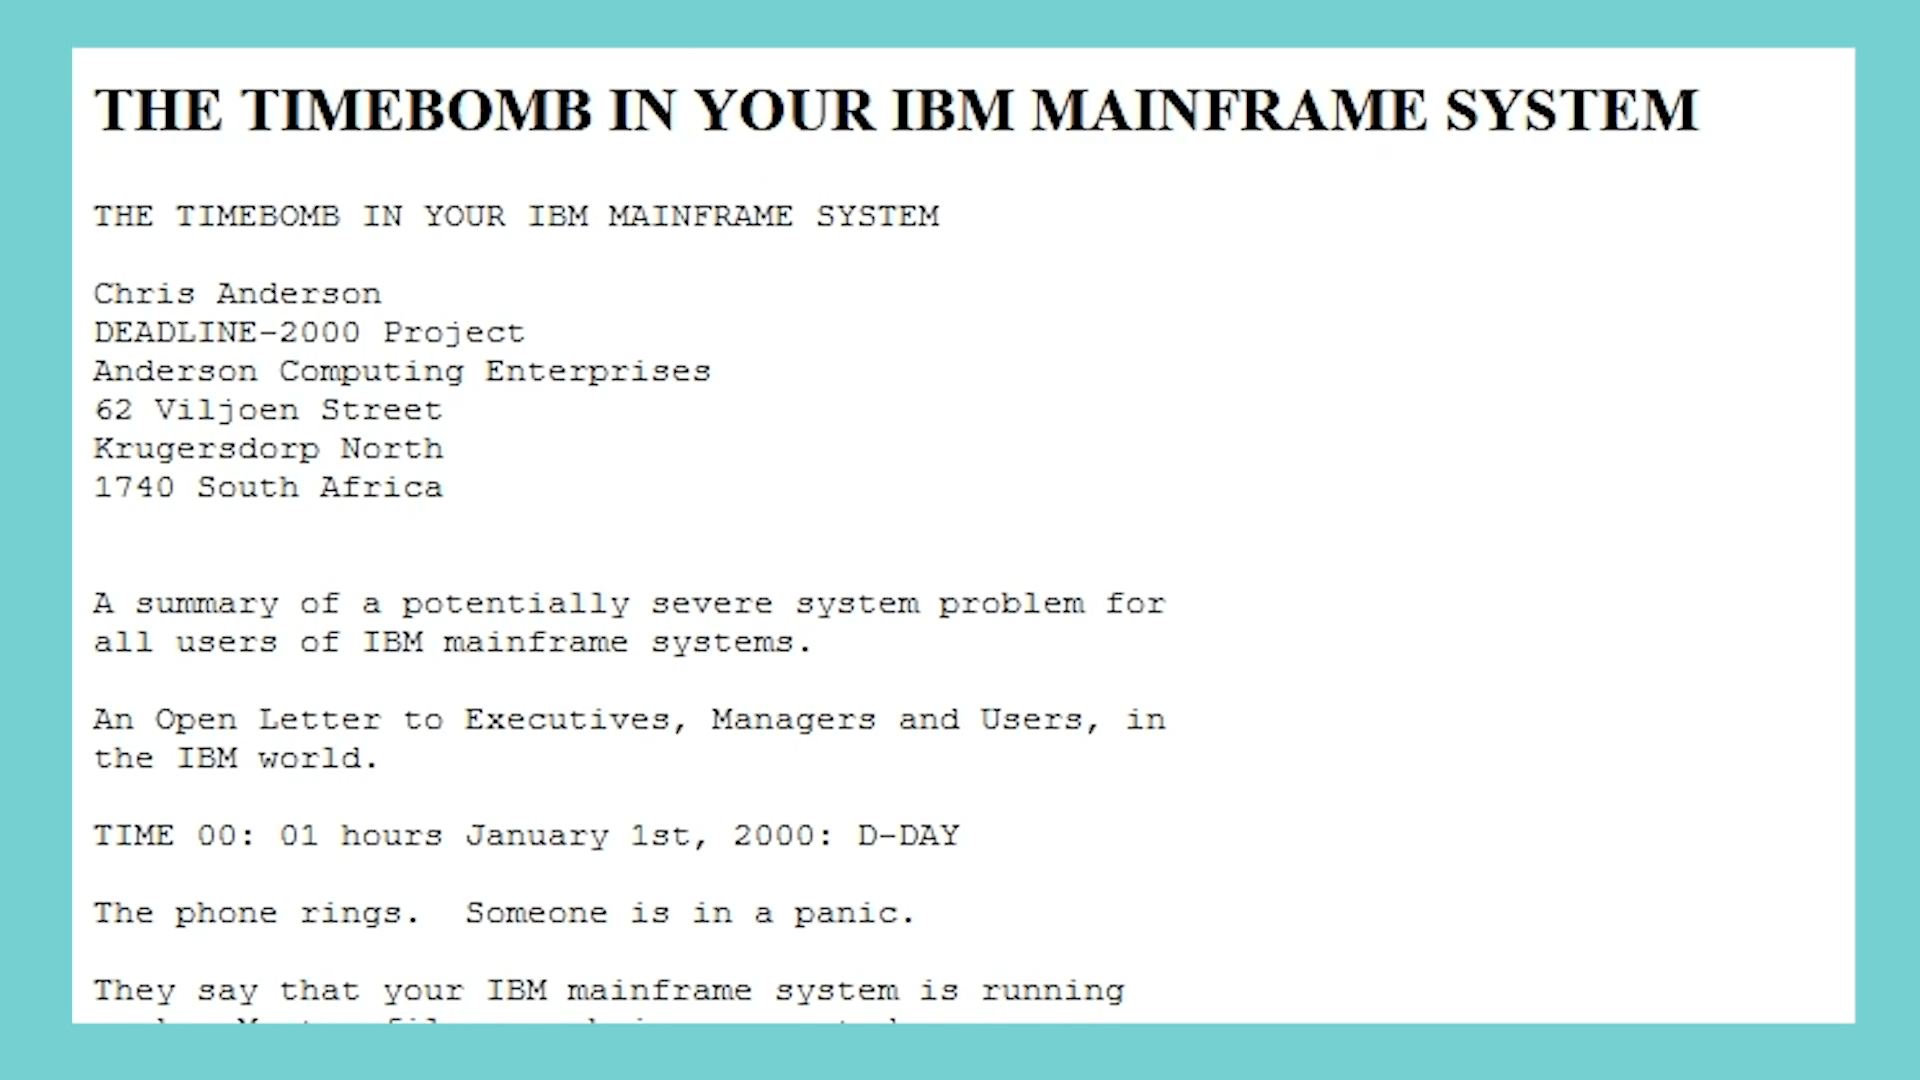 THE TIMEBOMB IN YOUR IBM MAINFRAME SYSTEM
THE TIMEBOMB IN YOUR IBM MAINFRAME SYSTEM
Chris Anderson
DEADLINE-2000 Project
Anderson Computing Enterprises
62 Viljoen Street
Krugersdorp North
1740 South Africa
A summary of a potentially severe system problem for
all users of IBM mainframe systems.
An Open Letter to Executives, Managers and Users, in
the IBM world.
TIME 00: 01 hours January 1st, 2000: D-DAY
The phone rings.  Someone is in a panic.
They say that your IBM mainframe system is running